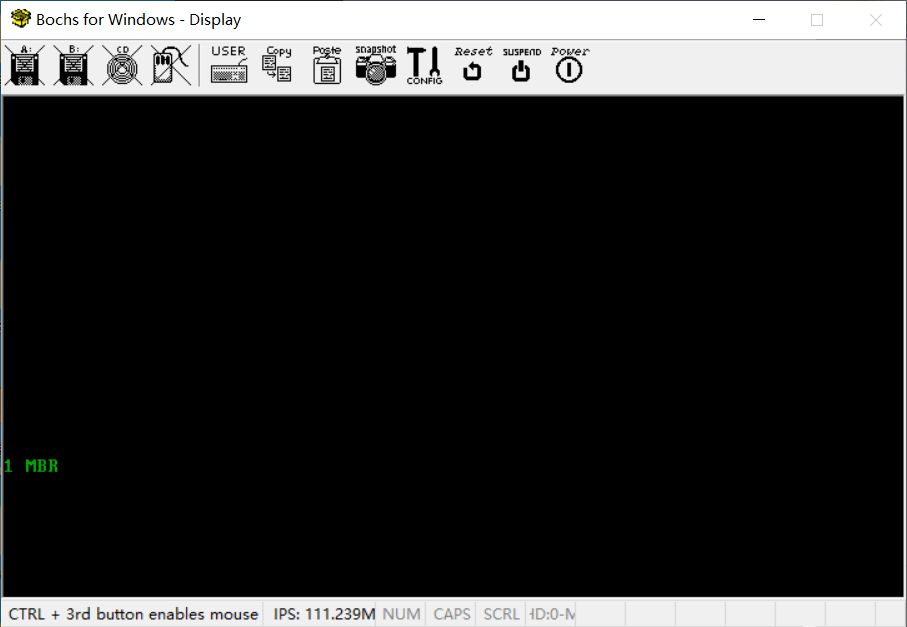 Bochs for Windows - Display
A: B: CD USER Copy Paste snapshot CONFIG Reset SUSPEND Power
1 MBR
CTRL + 3rd button enables mouse IPS: 111.239M NUM CAPS SCRL HD:0-M